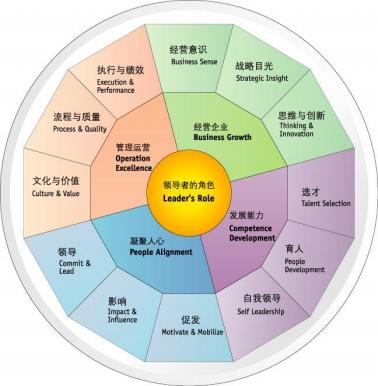 经营意识
Business Sense
战略目光
Strategic Insight
思维与创新
Thinking &
Innovation
选才
Talent Selection
育人
People
Development
自我领导
Self Leadership
促发
Motivate & Mobilize
影响
Impact &
Influence
领导
Commit &
Lead
文化与价值
Culture & Value
流程与质量
Process & Quality
执行与绩效
Execution &
Performance
经营企业
Business Growth
发展能力
Competence
Development
凝聚人心
People Alignment
管理运营
Operation
Excellence
领导者的角色
Leader's Role